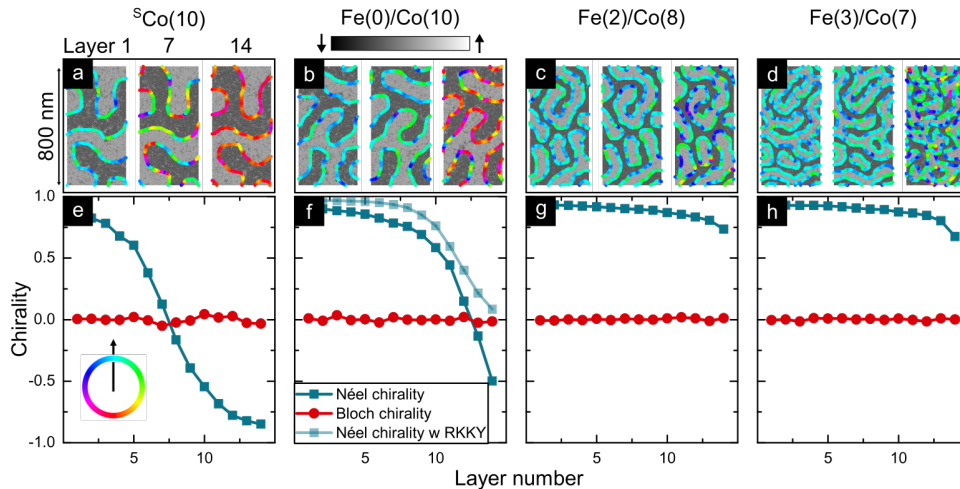 ˢCo(10) Fe(0)/Co(10) Fe(2)/Co(8) Fe(3)/Co(7)
Layer 1 7 14
a b c d
800 nm
e f g h
1.0
0.5
0.0
-0.5
-1.0
1.0
Chirality
Néel chirality
Bloch chirality
Néel chirality w RKKY
5 10 5 10 5 10 5 10
Layer number